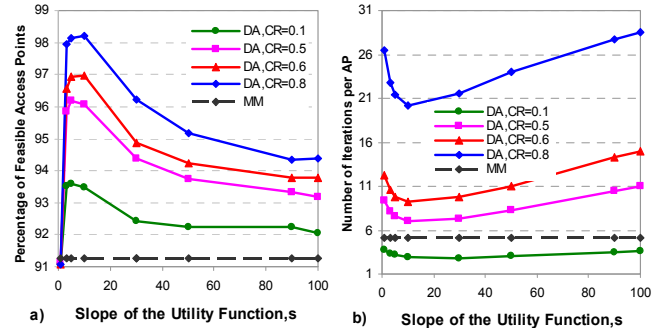 99
98
97
96
95
94
93
92
91
Percentage of Feasible Access Points
DA,CR=0.1
DA,CR=0.5
DA,CR=0.6
DA,CR=0.8
MM
0 20 40 60 80 100
a) Slope of the Utility Function,s
31
26
21
16
11
6
1
Number of Iterations per AP
DA,CR=0.1
DA,CR=0.5
DA,CR=0.6
DA,CR=0.8
MM
0 20 40 60 80 100
b) Slope of the Utility Function,s